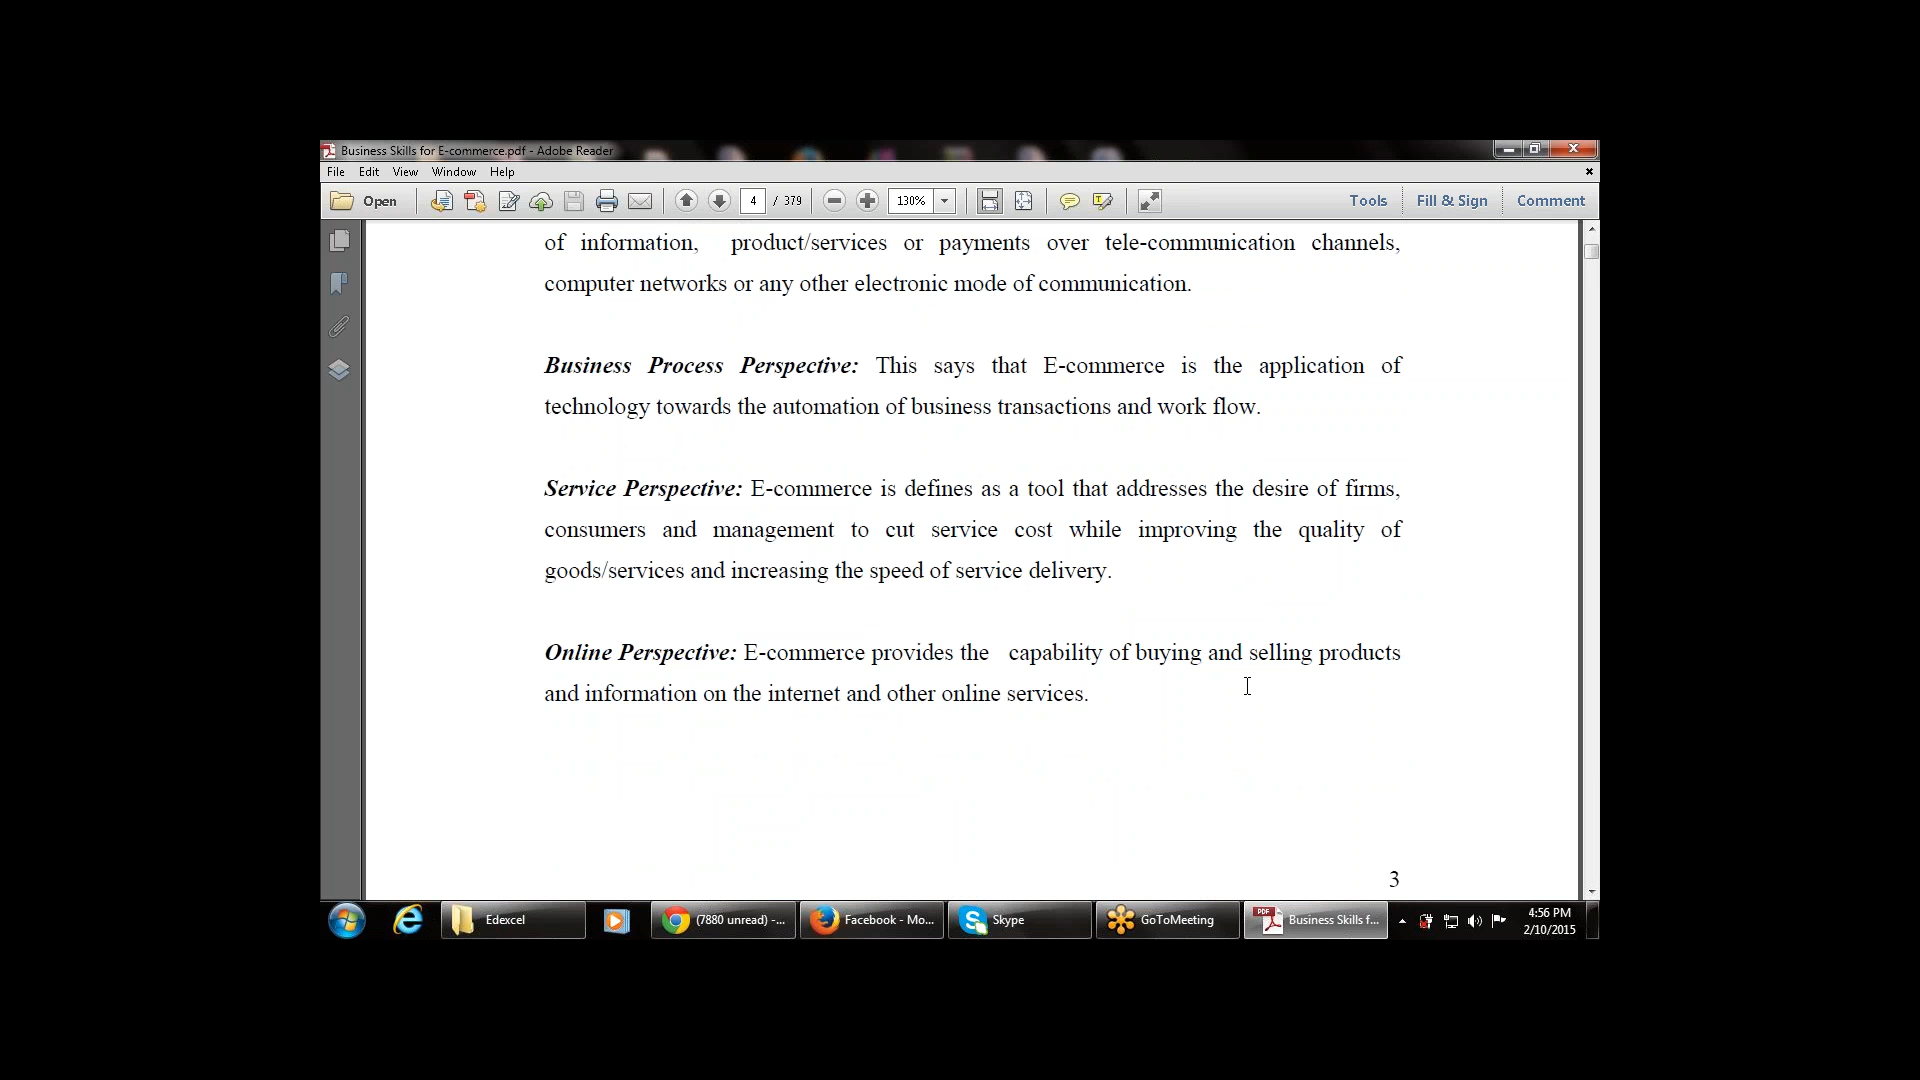 Business Skills for E-commerce.pdf - Adobe Reader
File Edit View Window Help
Open 4 / 379 130% Tools Fill & Sign Comment
of information, product/services or payments over tele-communication channels,
computer networks or any other electronic mode of communication.
Business Process Perspective: This says that E-commerce is the application of
technology towards the automation of business transactions and work flow.
Service Perspective: E-commerce is defines as a tool that addresses the desire of firms,
consumers and management to cut service cost while improving the quality of
goods/services and increasing the speed of service delivery.
Online Perspective: E-commerce provides the capability of buying and selling products
and information on the internet and other online services.
3
Edexcel (7880 unread) -... Facebook - Mo... Skype GoToMeeting Business Skills f... 4:56 PM
2/10/2015